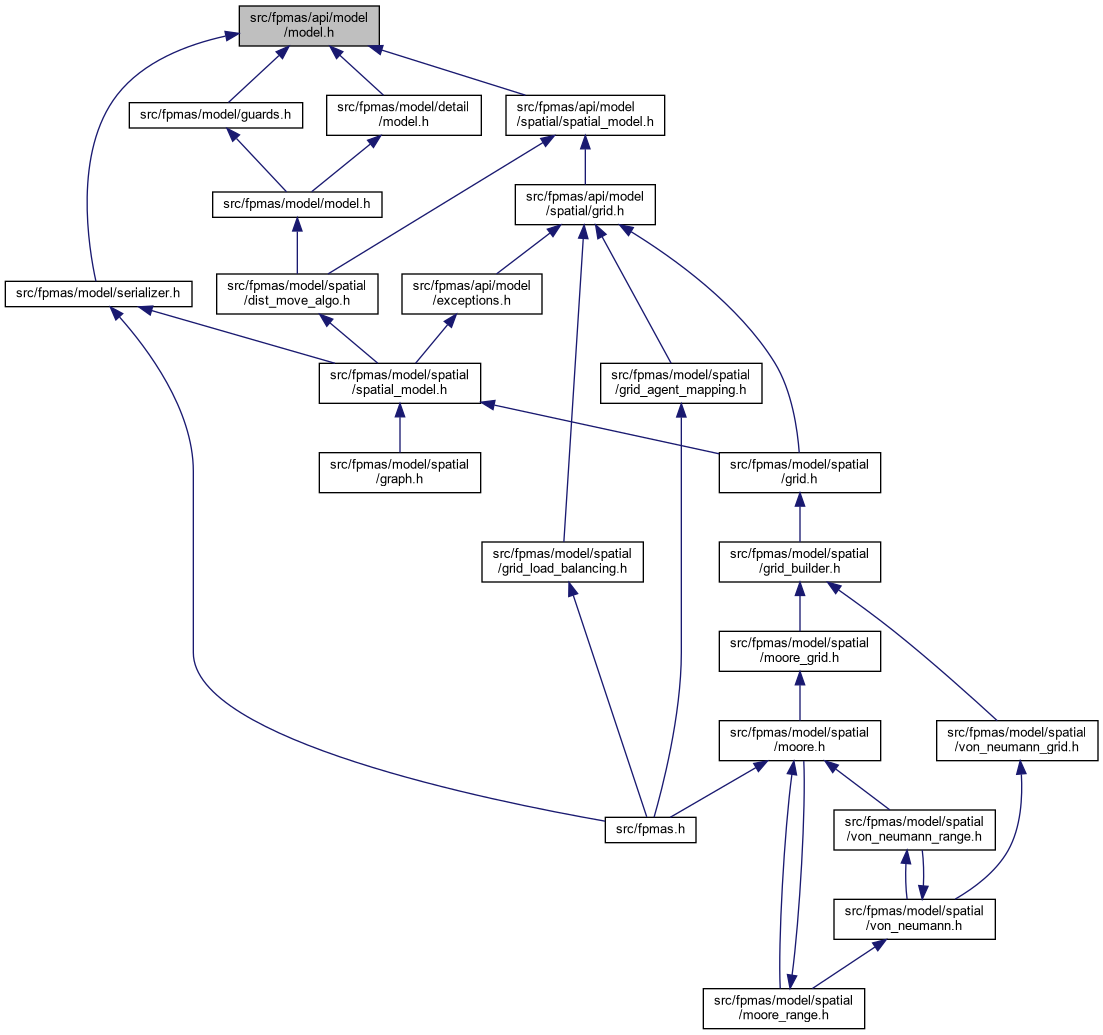 src/fpmas/api/model
/model.h
src/fpmas/model/guards.h
src/fpmas/model/detail
/model.h
src/fpmas/api/model
/spatial/spatial_model.h
src/fpmas/model/model.h
src/fpmas/api/model
/spatial/grid.h
src/fpmas/model/serializer.h
src/fpmas/model/spatial
/dist_move_algo.h
src/fpmas/api/model
/exceptions.h
src/fpmas/model/spatial
/spatial_model.h
src/fpmas/model/spatial
/grid_agent_mapping.h
src/fpmas/model/spatial
/graph.h
src/fpmas/model/spatial
/grid.h
src/fpmas/model/spatial
/grid_load_balancing.h
src/fpmas/model/spatial
/grid_builder.h
src/fpmas/model/spatial
/moore_grid.h
src/fpmas/model/spatial
/moore.h
src/fpmas/model/spatial
/von_neumann_grid.h
src/fpmas.h
src/fpmas/model/spatial
/von_neumann_range.h
src/fpmas/model/spatial
/von_neumann.h
src/fpmas/model/spatial
/moore_range.h